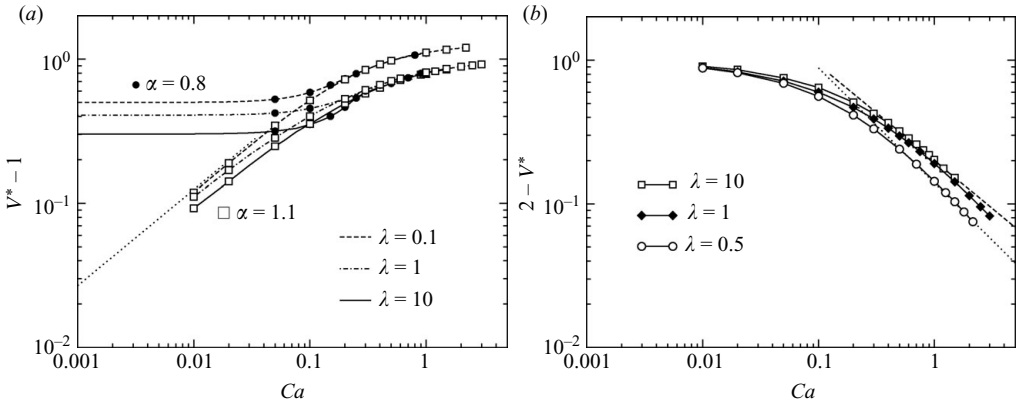 (a)
10^0
10^−1
10^−2
V* − 1
α = 0.8
α = 1.1
λ = 0.1
λ = 1
λ = 10
0.001
0.01
0.1
1
Ca
(b)
10^0
10^−1
10^−2
2 − V*
λ = 10
λ = 1
λ = 0.5
0.001
0.01
0.1
1
Ca